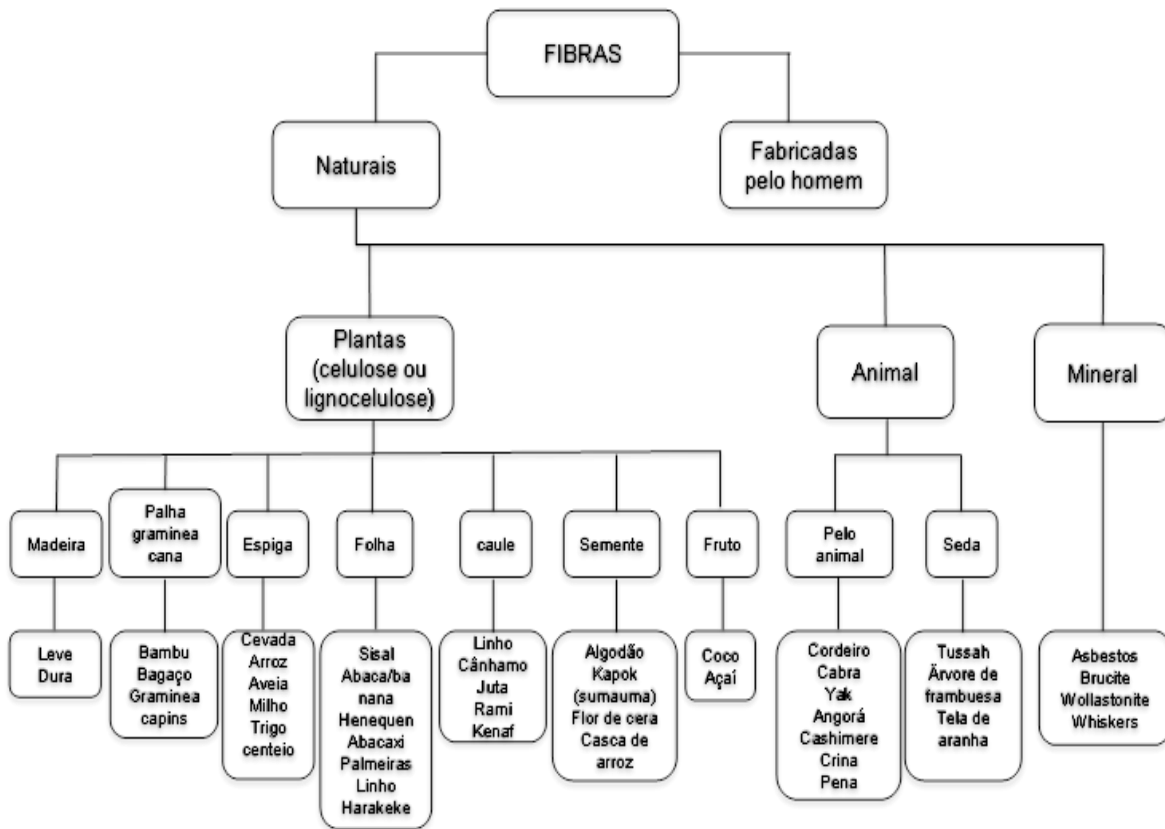 FIBRAS
Naturais
Fabricadas
pelo homem
Plantas
(celulose ou
lignocelulose)
Animal
Mineral
Madeira
Palha
graminea
cana
Espiga
Folha
caule
Semente
Fruto
Pelo
animal
Seda
Leve
Dura
Bambu
Bagaço
Graminea
capins
Cevada
Arroz
Aveia
Milho
Trigo
centeio
Sisal
Abaca/ba
nana
Henequen
Abacaxi
Palmeiras
Linho
Harakeke
Linho
Cânhamo
Juta
Rami
Kenaf
Algodão
Kapok
(sumauma)
Flor de cera
Casca de
arroz
Coco
Açaí
Cordeiro
Cabra
Yak
Angorá
Cashimere
Crina
Pena
Tussah
Ärvore de
frambuesa
Tela de
aranha
Asbestos
Brucite
Wollastonite
Whiskers